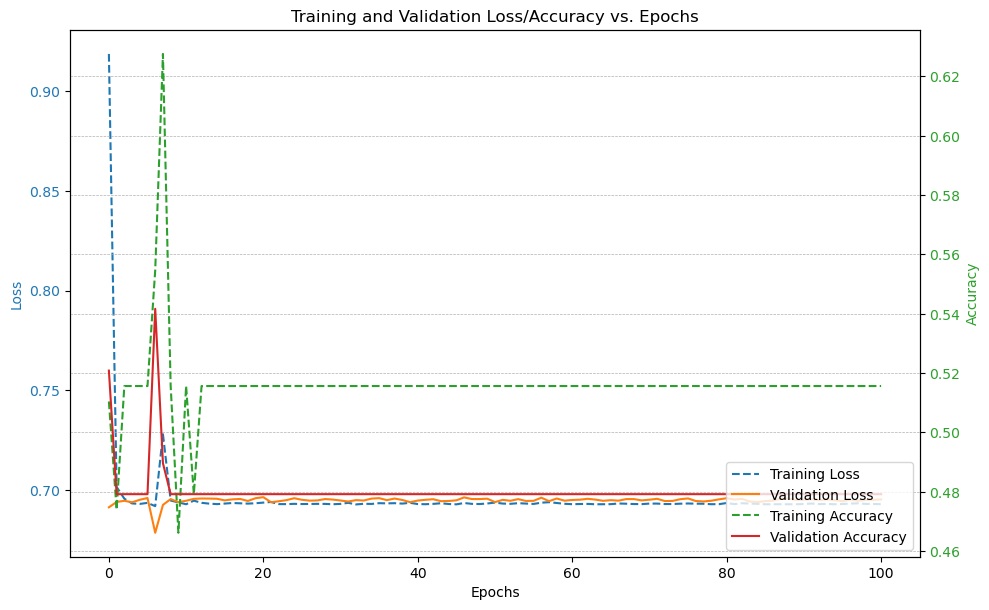 Training and Validation Loss/Accuracy vs. Epochs
Loss
0.90
0.85
0.80
0.75
0.70
0.62
0.60
0.58
0.56
0.54
0.52
0.50
0.48
0.46
Accuracy
Training Loss
Validation Loss
Training Accuracy
Validation Accuracy
0 20 40 60 80 100
Epochs